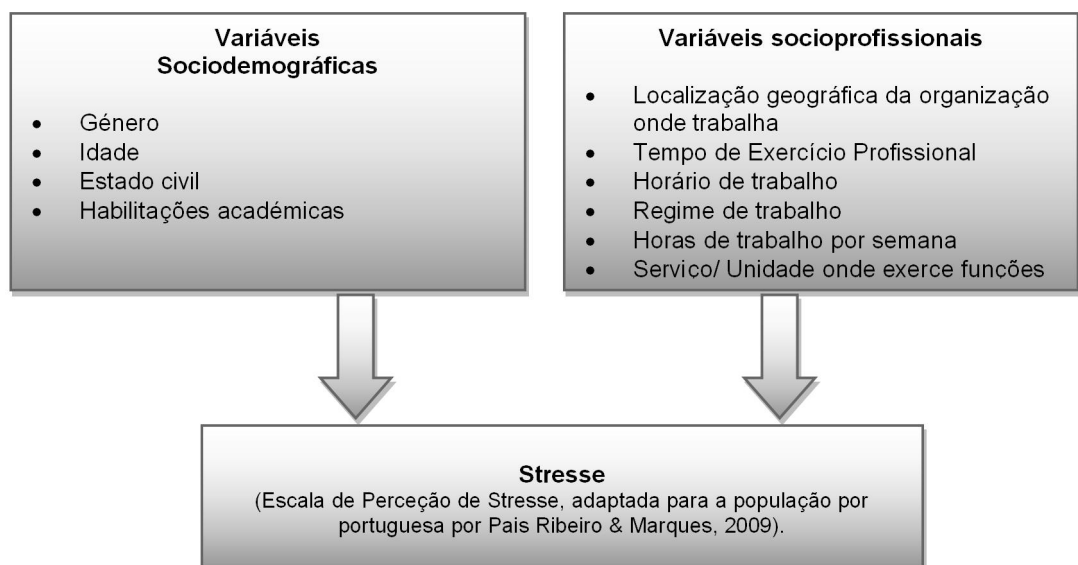 Variáveis
Sociodemográficas
• Género
• Idade
• Estado civil
• Habilitações académicas
Variáveis socioprofissionais
• Localização geográfica da organização
onde trabalha
• Tempo de Exercício Profissional
• Horário de trabalho
• Regime de trabalho
• Horas de trabalho por semana
• Serviço/ Unidade onde exerce funções
Stresse
(Escala de Perceção de Stresse, adaptada para a população por
portuguesa por Pais Ribeiro & Marques, 2009).